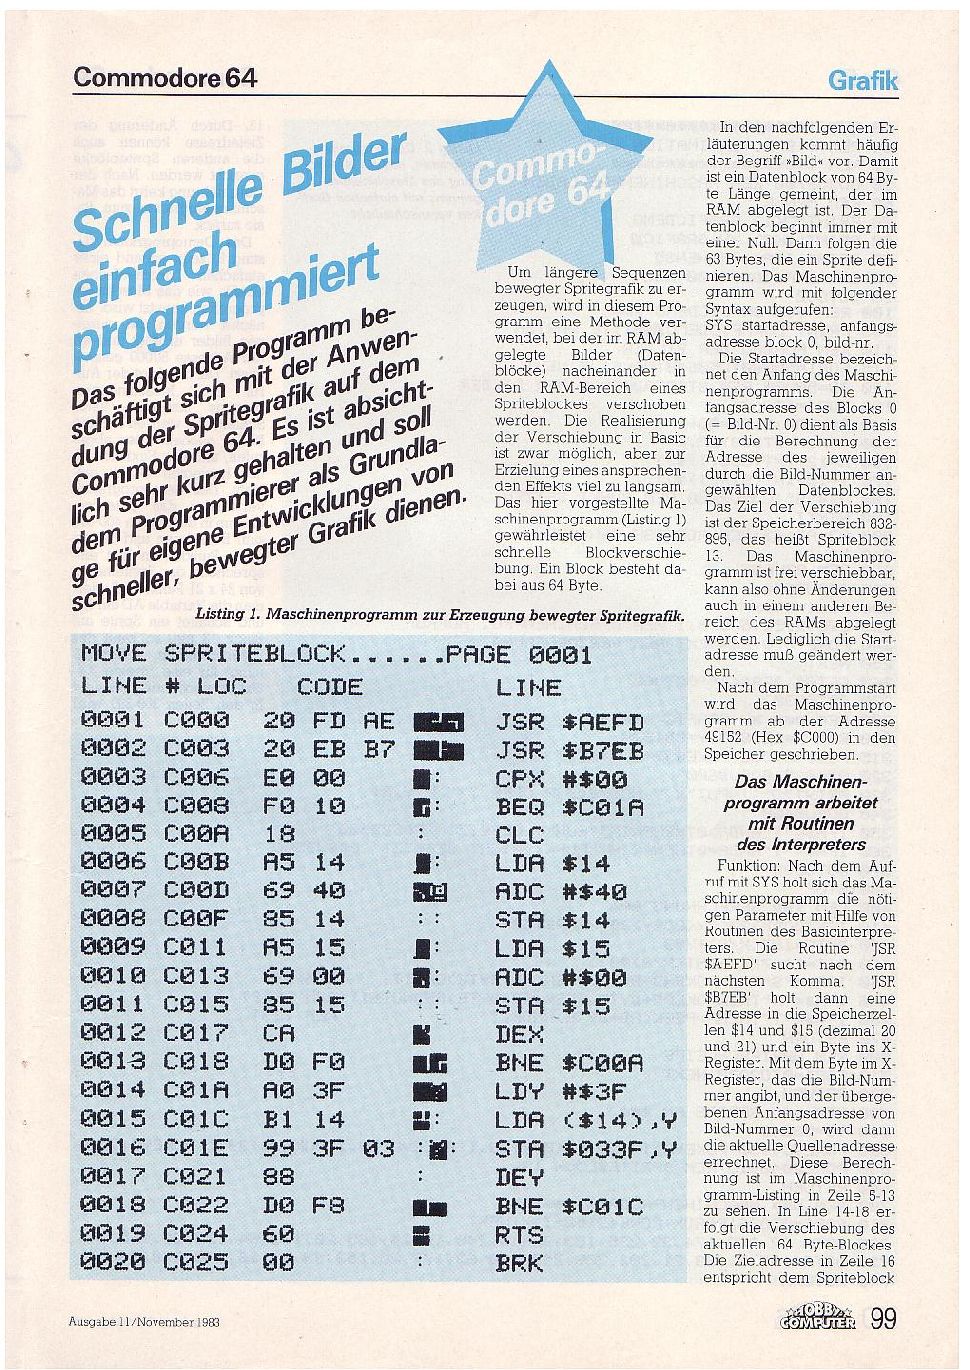 Commodore 64
Grafik
Schnelle Bilder
einfach
programmiert
Commo-
dore 64
Das folgende Programm be-
schäftigt sich mit der Anwen-
dung der Spritegrafik auf dem
Commodore 64. Es ist absicht-
lich sehr kurz gehalten und soll
dem Programmierer als Grundla-
ge für eigene Entwicklungen von
schneller, bewegter Grafik dienen.
Um längere Sequenzen
bewegter Spritegrafik zu er-
zeugen, wird in diesem Pro-
gramm eine Methode ver-
wendet, bei der im RAM ab-
gelegte Bilder (Daten-
blöcke) nacheinander in
den RAM-Bereich eines
Spriteblockes verschoben
werden. Die Realisierung
der Verschiebung in Basic
ist zwar möglich, aber zur
Erzielung eines ansprechen-
den Effekts viel zu langsam.
Das hier vorgestellte Ma-
schinenprogramm (Listing 1)
gewährleistet eine sehr
schnelle Blockverschie-
bung. Ein Block besteht da-
bei aus 64 Byte.
Listing 1. Maschinenprogramm zur Erzeugung bewegter Spritegrafik.
MOVE SPRITEBLOCK......PAGE 0001
LINE # LOC CODE LINE
0001 C000 20 FD AE JSR $AEFD
0002 C003 20 EB B7 JSR $B7EB
0003 C006 E0 00 : CPX #$00
0004 C008 F0 10 : BEQ $C01A
0005 C00A 18 : CLC
0006 C00B A5 14 : LDA $14
0007 C00D 69 40 ADC #$40
0008 C00F 85 14 : : STA $14
0009 C011 A5 15 : LDA $15
0010 C013 69 00 : ADC #$00
0011 C015 85 15 : : STA $15
0012 C017 CA DEX
0013 C018 D0 F0 BNE $C00A
0014 C01A A0 3F LDY #$3F
0015 C01C B1 14 : LDA ($14),Y
0016 C01E 99 3F 03 : : STA $033F,Y
0017 C021 88 : DEY
0018 C022 D0 F8 BNE $C01C
0019 C024 60 RTS
0020 C025 00 : BRK
In den nachfolgenden Er-
läuterungen kommt häufig
der Begriff »Bild« vor. Damit
ist ein Datenblock von 64 By-
te Länge gemeint, der im
RAM abgelegt ist. Der Da-
tenblock beginnt immer mit
einer Null. Dann folgen die
63 Bytes, die ein Sprite defi-
nieren. Das Maschinenpro-
gramm wird mit folgender
Syntax aufgerufen:
SYS startadresse, anfangs-
adresse block 0, bild-nr.
Die Startadresse bezeich-
net den Anfang des Maschi-
nenprogramms. Die An-
fangsadresse des Blocks 0
(= Bild-Nr. 0) dient als Basis
für die Berechnung der
Adresse des jeweiligen
durch die Bild-Nummer an-
gewählten Datenblockes.
Das Ziel der Verschiebung
ist der Speicherbereich 832-
895, das heißt Spriteblock
13. Das Maschinenpro-
gramm ist frei verschiebbar,
kann also ohne Änderungen
auch in einem anderen Be-
reich des RAMs abgelegt
werden. Lediglich die Start-
adresse muß geändert wer-
den.
Nach dem Programmstart
wird das Maschinenpro-
gramm ab der Adresse
49152 (Hex $C000) in den
Speicher geschrieben.
Das Maschinen-
programm arbeitet
mit Routinen
des Interpreters
Funktion: Nach dem Auf-
ruf mit SYS holt sich das Ma-
schinenprogramm die nöti-
gen Parameter mit Hilfe von
Routinen des Basicinterpre-
ters. Die Routine 'JSR
$AEFD' sucht nach dem
nächsten Komma. 'JSR
$B7EB' holt dann eine
Adresse in die Speicherzel-
len $14 und $15 (dezimal 20
und 21) und ein Byte ins X-
Register. Mit dem Byte im X-
Register, das die Bild-Num-
mer angibt, und der überge-
benen Anfangsadresse von
Bild-Nummer 0, wird dann
die aktuelle Quellenadresse
errechnet. Diese Berech-
nung ist im Maschinenpro-
gramm-Listing in Zeile 5-13
zu sehen. In Line 14-18 er-
folgt die Verschiebung des
aktuellen 64 Byte-Blockes.
Die Zieladresse in Zeile 16
entspricht dem Spriteblock
Ausgabe 11/November 1983
HOBBY
COMPUTER
99